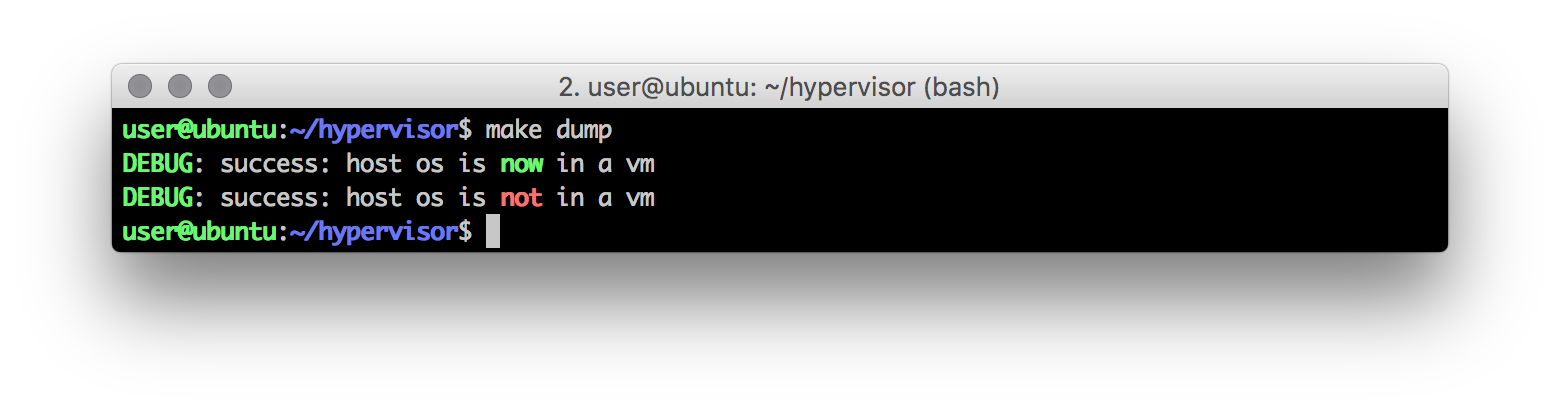 2. user@ubuntu: ~/hypervisor (bash)
user@ubuntu:~/hypervisor$ make dump
DEBUG: success: host os is now in a vm
DEBUG: success: host os is not in a vm
user@ubuntu:~/hypervisor$